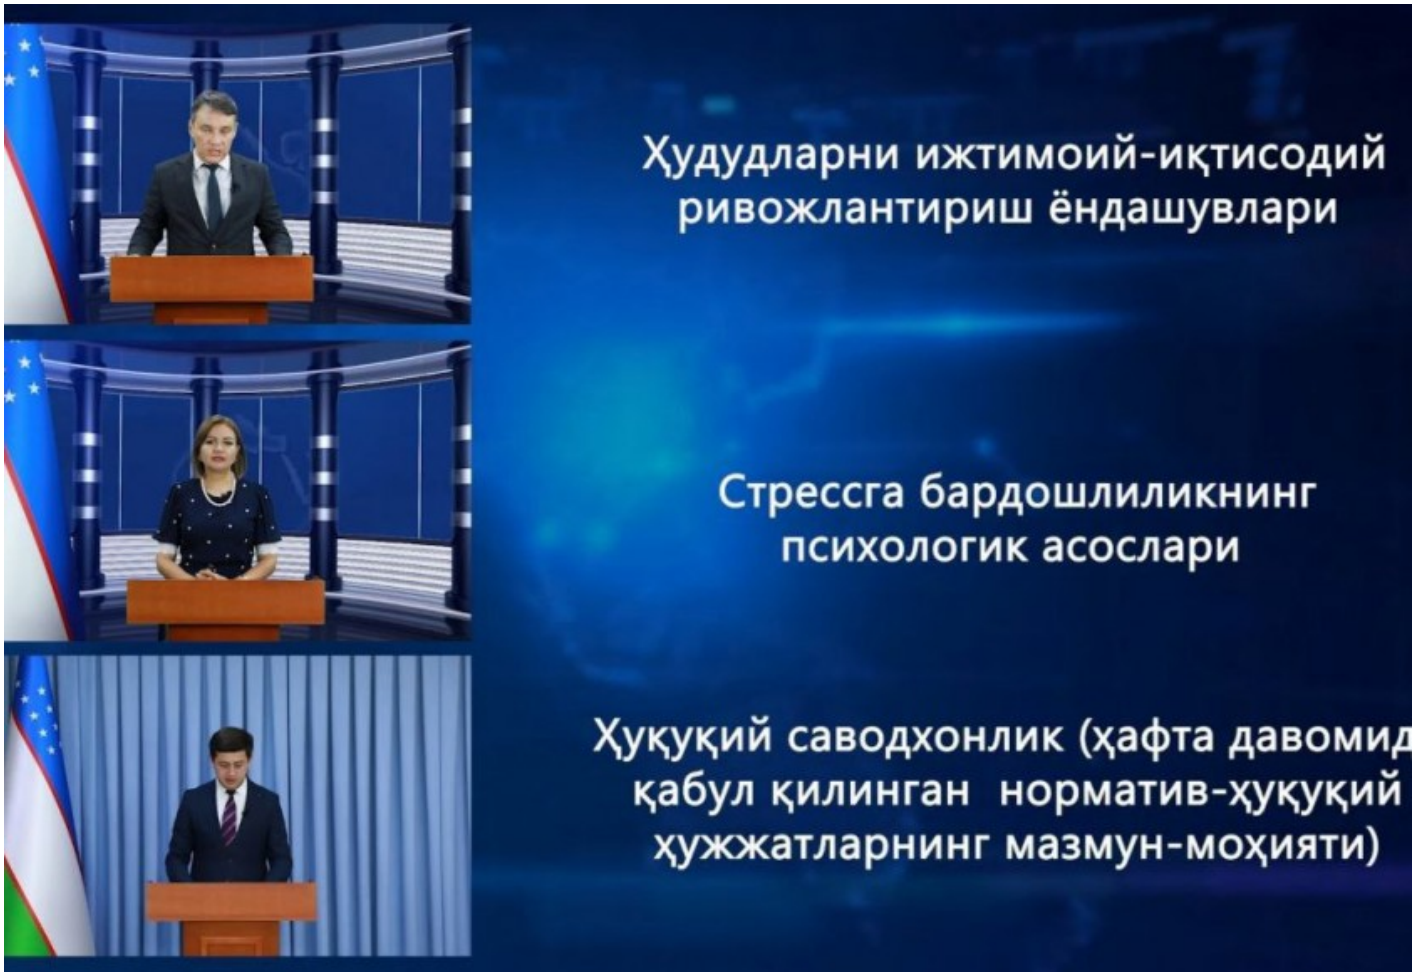 Ҳудудларни ижтимоий-иқтисодий
ривожлантириш ёндашувлари
Стрессга бардошлиликнинг
психологик асослари
Ҳуқуқий саводхонлик (ҳафта давомид
қабул қилинган норматив-ҳуқуқий
ҳужжатларнинг мазмун-моҳияти)